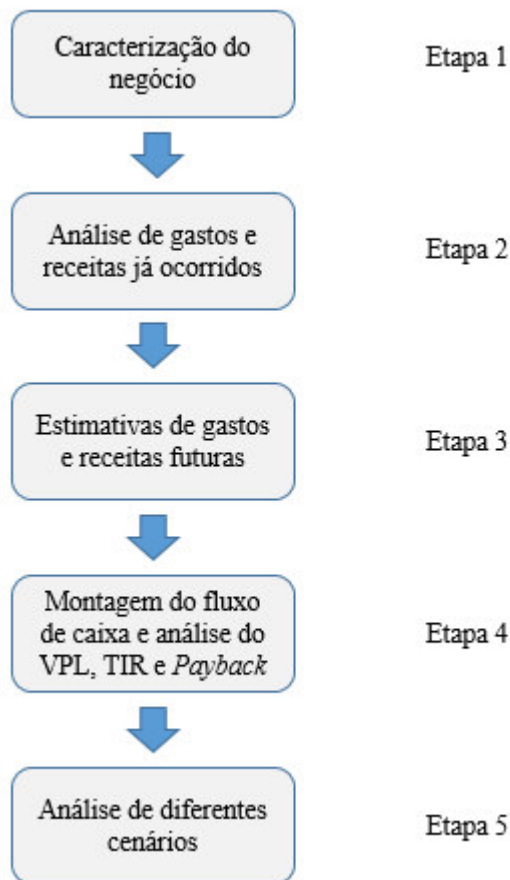 Caracterização do
negócio
Etapa 1
Análise de gastos e
receitas já ocorridos
Etapa 2
Estimativas de gastos
e receitas futuras
Etapa 3
Montagem do fluxo
de caixa e análise do
VPL, TIR e Payback
Etapa 4
Análise de diferentes
cenários
Etapa 5